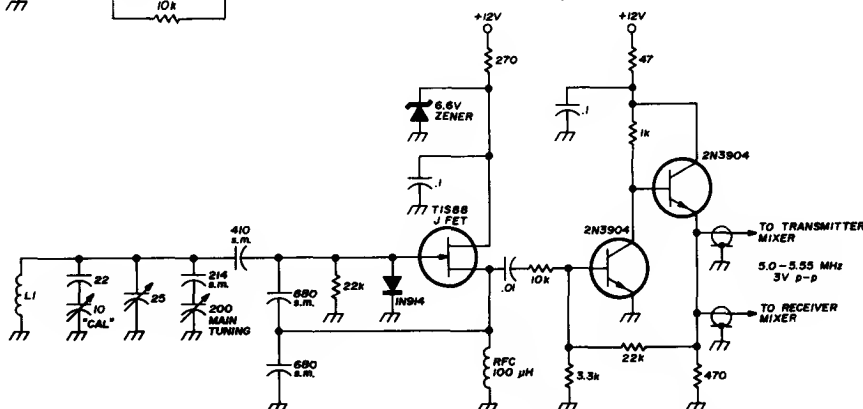 10k
+12V
+12V
270
47
6.6V
ZENER
.1
1k
2N3904
.1
TIS88
J FET
410
s.m.
2N3904
TO TRANSMITTER
MIXER
5.0-5.55 MHz
3V p-p
TO RECEIVER
MIXER
.01
10k
L1
22
10
"CAL"
25
214
s.m.
200
MAIN
TUNING
680
s.m.
22k
1N914
680
s.m.
RFC
100 μH
3.3k
22k
470